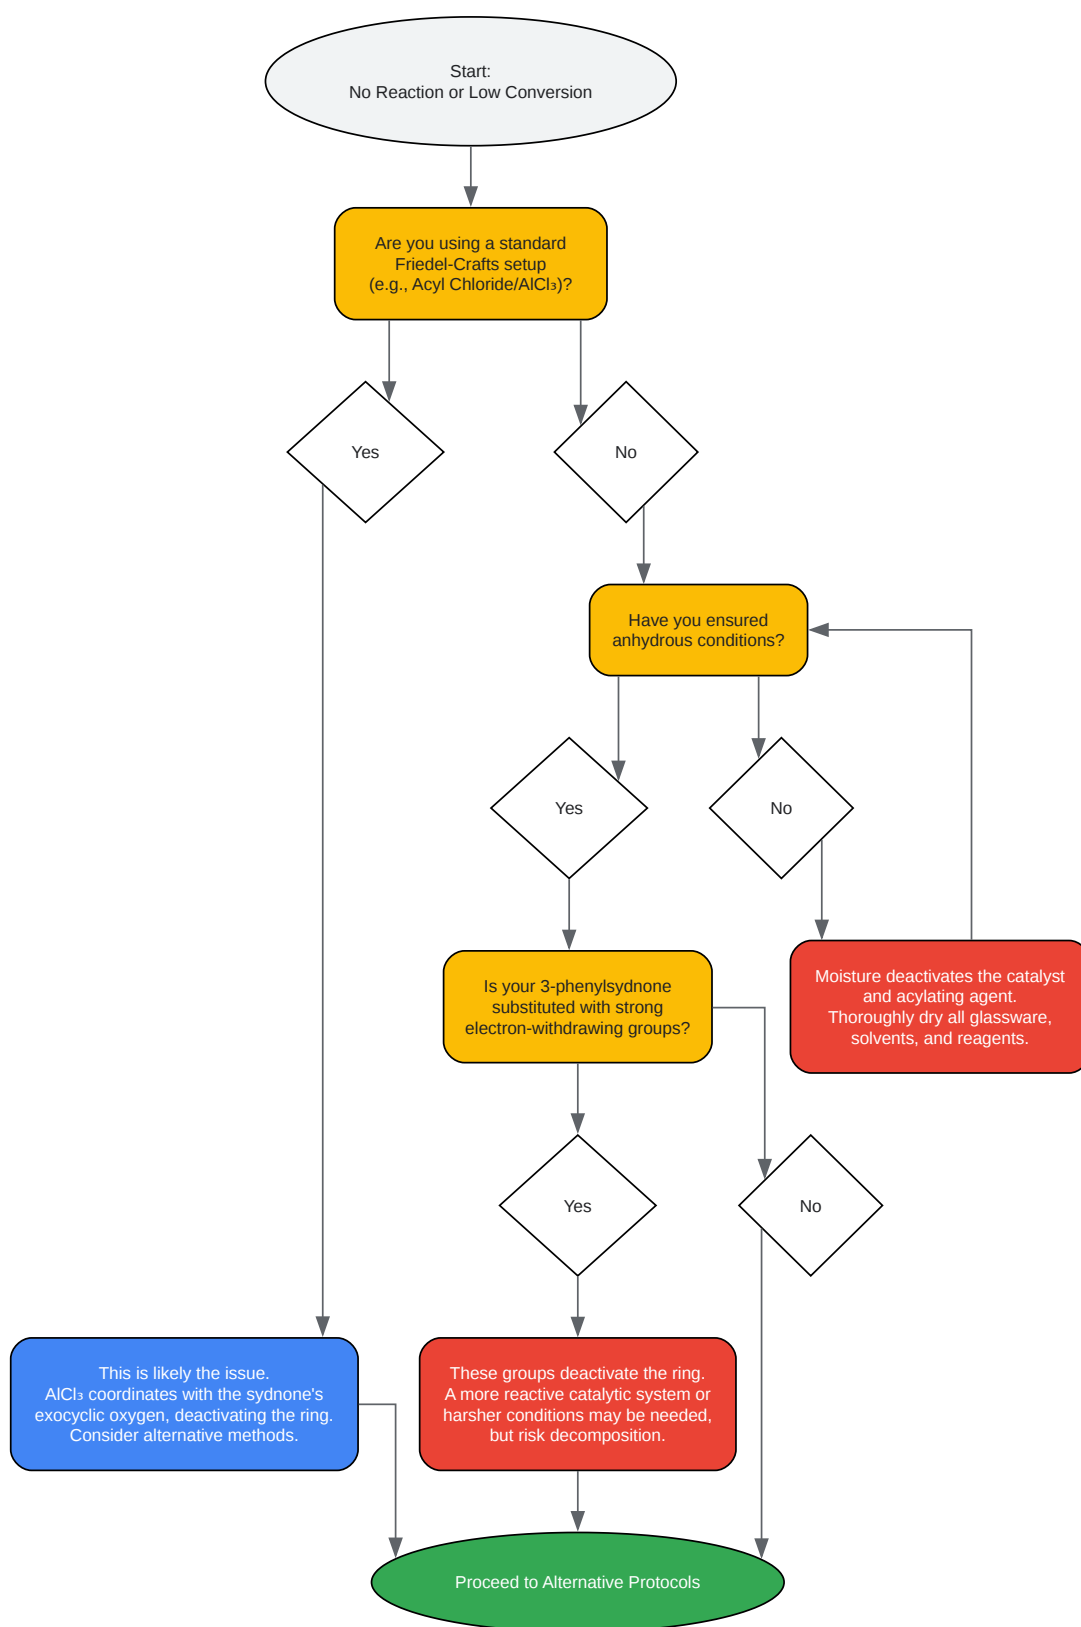 Start:
No Reaction or Low Conversion
Are you using a standard
Friedel-Crafts setup
(e.g., Acyl Chloride/AlCl₃)?
Yes
No
Have you ensured
anhydrous conditions?
Yes
No
Is your 3-phenylsydnone
substituted with strong
electron-withdrawing groups?
Moisture deactivates the catalyst
and acylating agent.
Thoroughly dry all glassware,
solvents, and reagents.
Yes
No
This is likely the issue.
AlCl₃ coordinates with the sydnone's
exocyclic oxygen, deactivating the ring.
Consider alternative methods.
These groups deactivate the ring.
A more reactive catalytic system or
harsher conditions may be needed,
but risk decomposition.
Proceed to Alternative Protocols